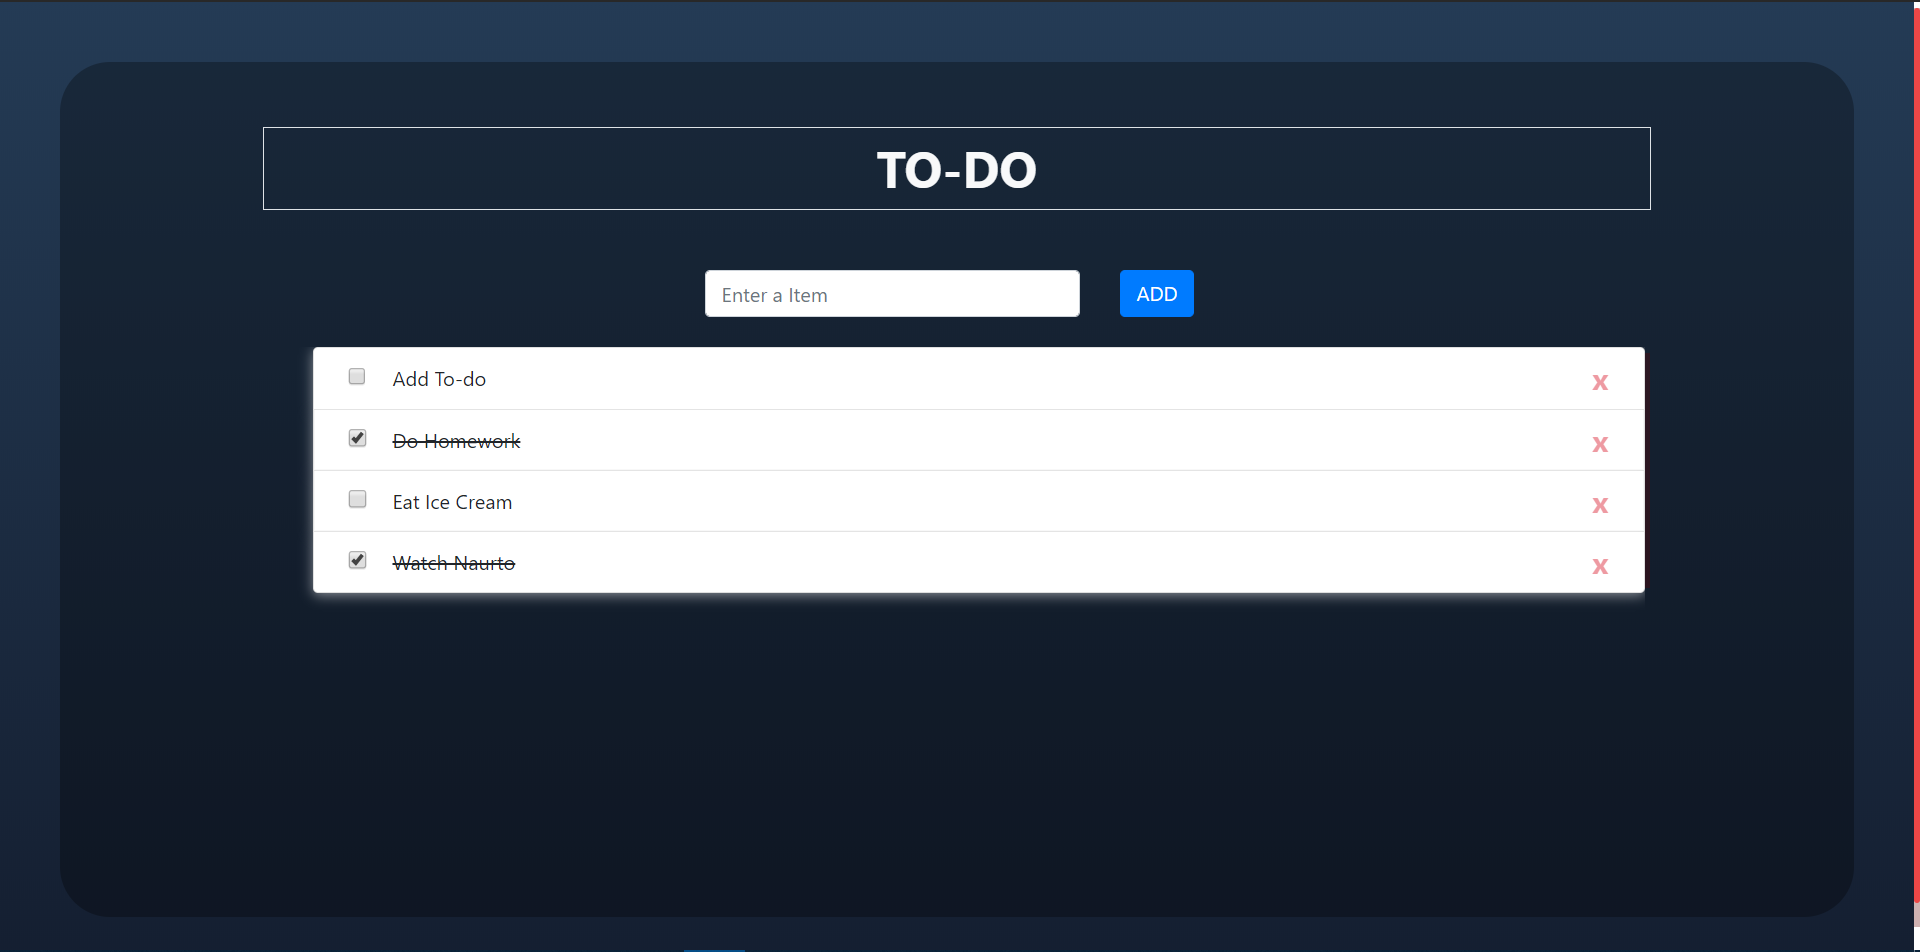 TO-DO
Enter a Item
ADD
Add To-do
x
Do Homework
x
Eat Ice Cream
x
Watch Naurto
x